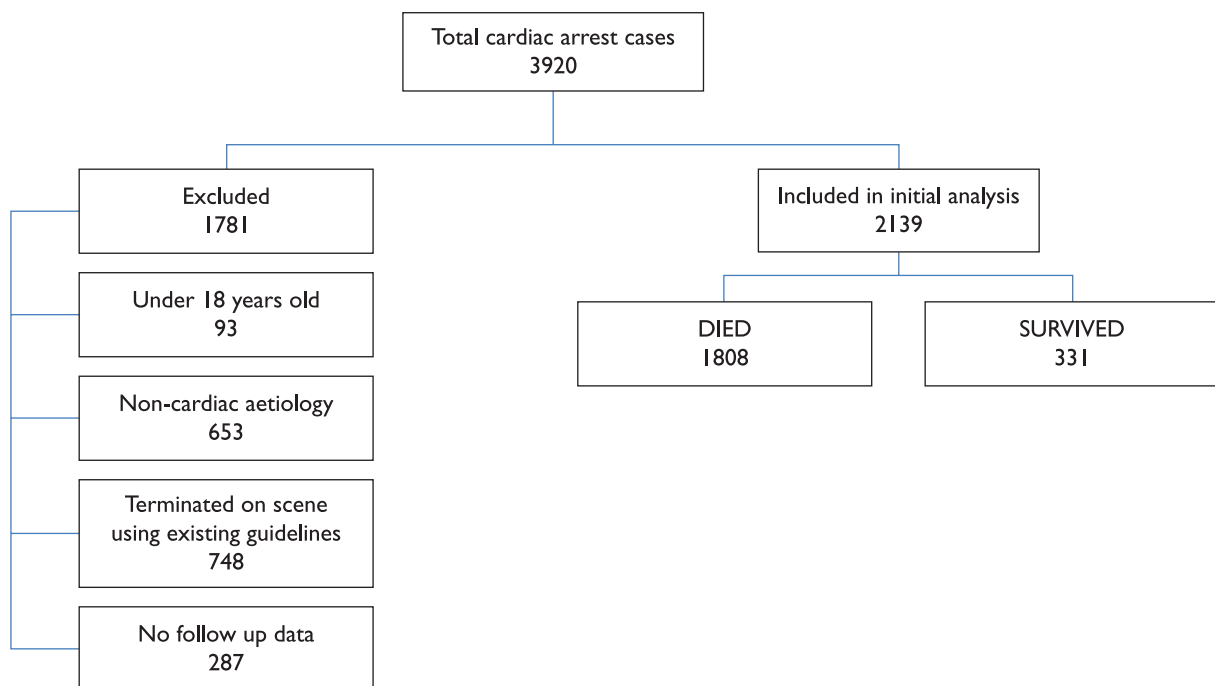 Total cardiac arrest cases
3920
Excluded
1781
Included in initial analysis
2139
Under 18 years old
93
DIED
1808
SURVIVED
331
Non-cardiac aetiology
653
Terminated on scene
using existing guidelines
748
No follow up data
287